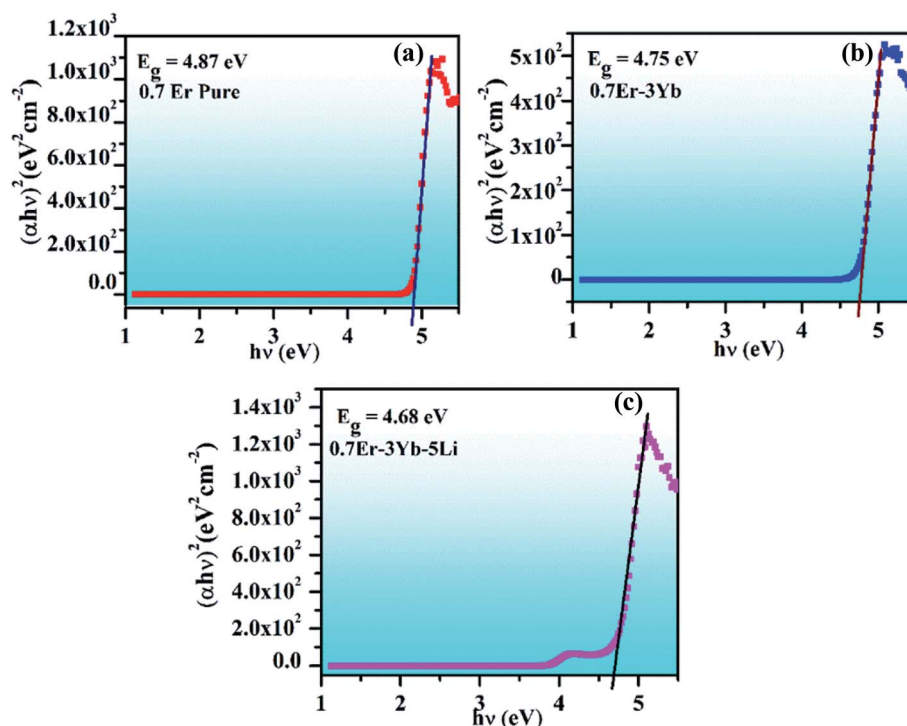 (a)
E_g = 4.87 eV
0.7 Er Pure
1.2x10³
1.0x10³
8.0x10²
6.0x10²
4.0x10²
2.0x10²
0.0
(αhν)²(eV²cm⁻²)
1 2 3 4 5
hν (eV)
(b)
E_g = 4.75 eV
0.7Er-3Yb
5x10²
4x10²
3x10²
2x10²
1x10²
0
(αhν)²(eV²cm⁻²)
1 2 3 4 5
hν (eV)
(c)
E_g = 4.68 eV
0.7Er-3Yb-5Li
1.4x10³
1.2x10³
1.0x10³
8.0x10²
6.0x10²
4.0x10²
2.0x10²
0.0
(αhν)²(eV²cm⁻²)
1 2 3 4 5
hν (eV)